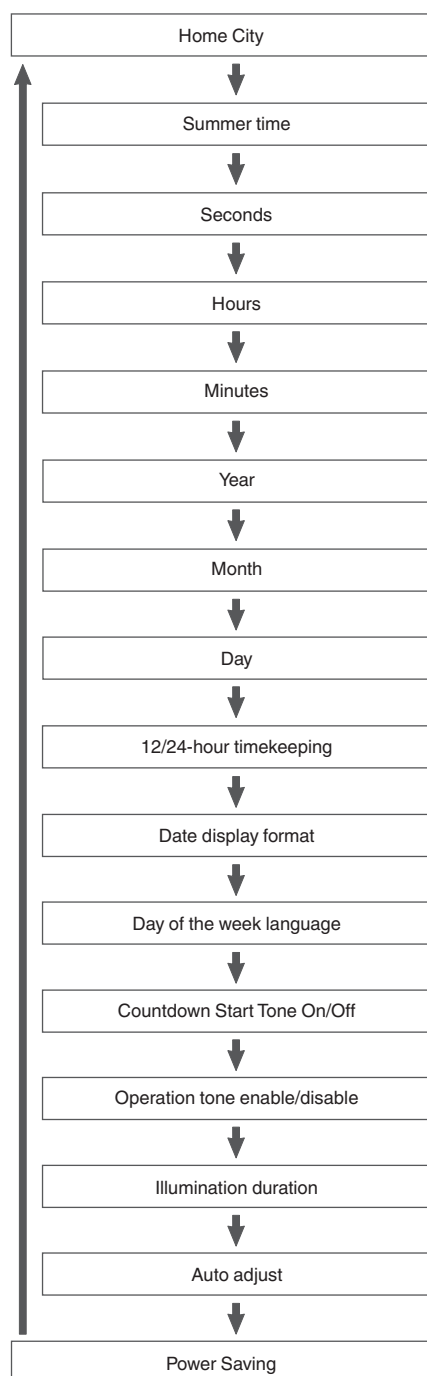 Home City
Summer time
Seconds
Hours
Minutes
Year
Month
Day
12/24-hour timekeeping
Date display format
Day of the week language
Countdown Start Tone On/Off
Operation tone enable/disable
Illumination duration
Auto adjust
Power Saving